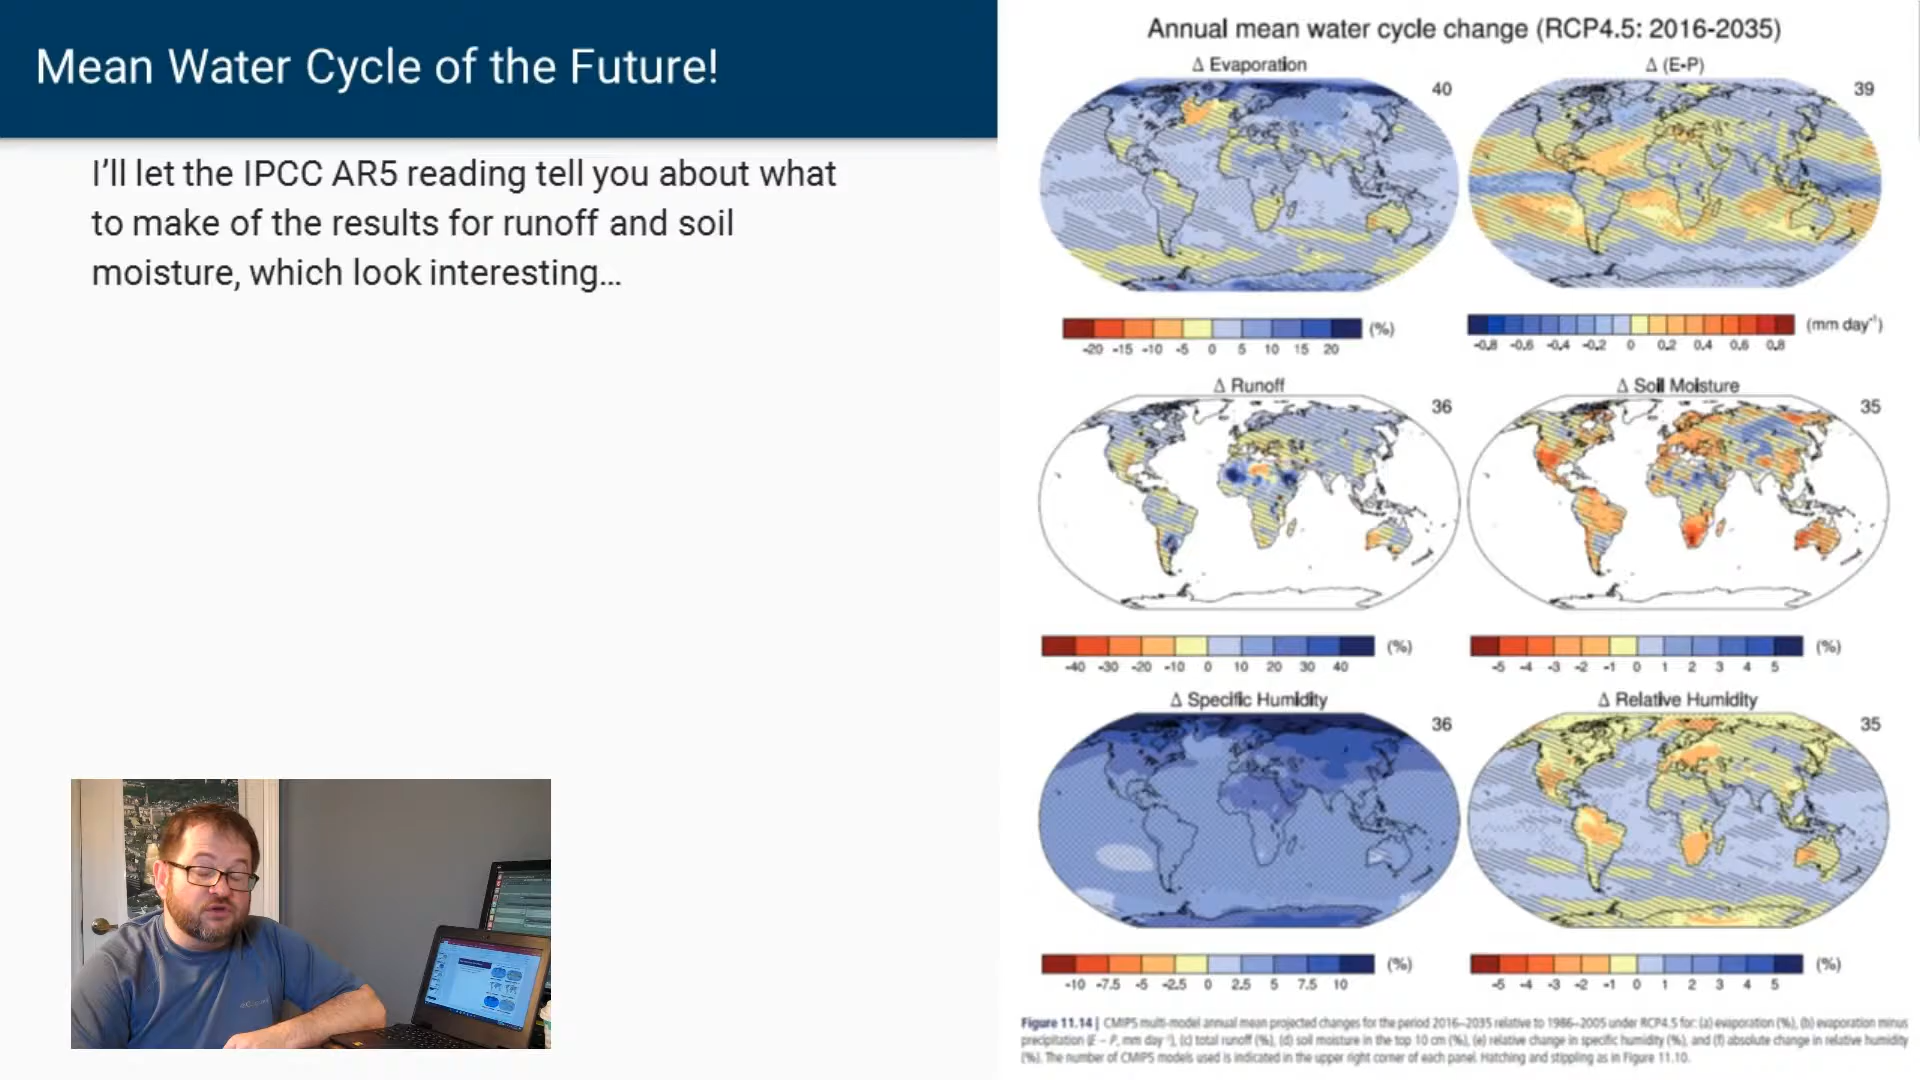 Mean Water Cycle of the Future!
I’ll let the IPCC AR5 reading tell you about what
to make of the results for runoff and soil
moisture, which look interesting…
Annual mean water cycle change (RCP4.5: 2016-2035)
Δ Evaporation
40
(%)
-20 -15 -10 -5 0 5 10 15 20
Δ (E-P)
39
(mm day⁻¹)
-0.8 -0.6 -0.4 -0.2 0 0.2 0.4 0.6 0.8
Δ Runoff
36
(%)
-40 -30 -20 -10 0 10 20 30 40
Δ Soil Moisture
35
(%)
-5 -4 -3 -2 -1 0 1 2 3 4 5
Δ Specific Humidity
36
(%)
-10 -7.5 -5 -2.5 0 2.5 5 7.5 10
Δ Relative Humidity
35
(%)
-5 -4 -3 -2 -1 0 1 2 3 4 5
Figure 11.14 | CMIP5 multi-model annual mean projected changes for the period 2016–2035 relative to 1986–2005 under RCP4.5 for: (a) evaporation (%), (b) evaporation minus
precipitation (E – P, mm day⁻¹), (c) total runoff (%), (d) soil moisture in the top 10 cm (%), (e) relative change in specific humidity (%), and (f) absolute change in relative humidity
(%). The number of CMIP5 models used is indicated in the upper right corner of each panel. Hatching and stippling as in Figure 11.10.